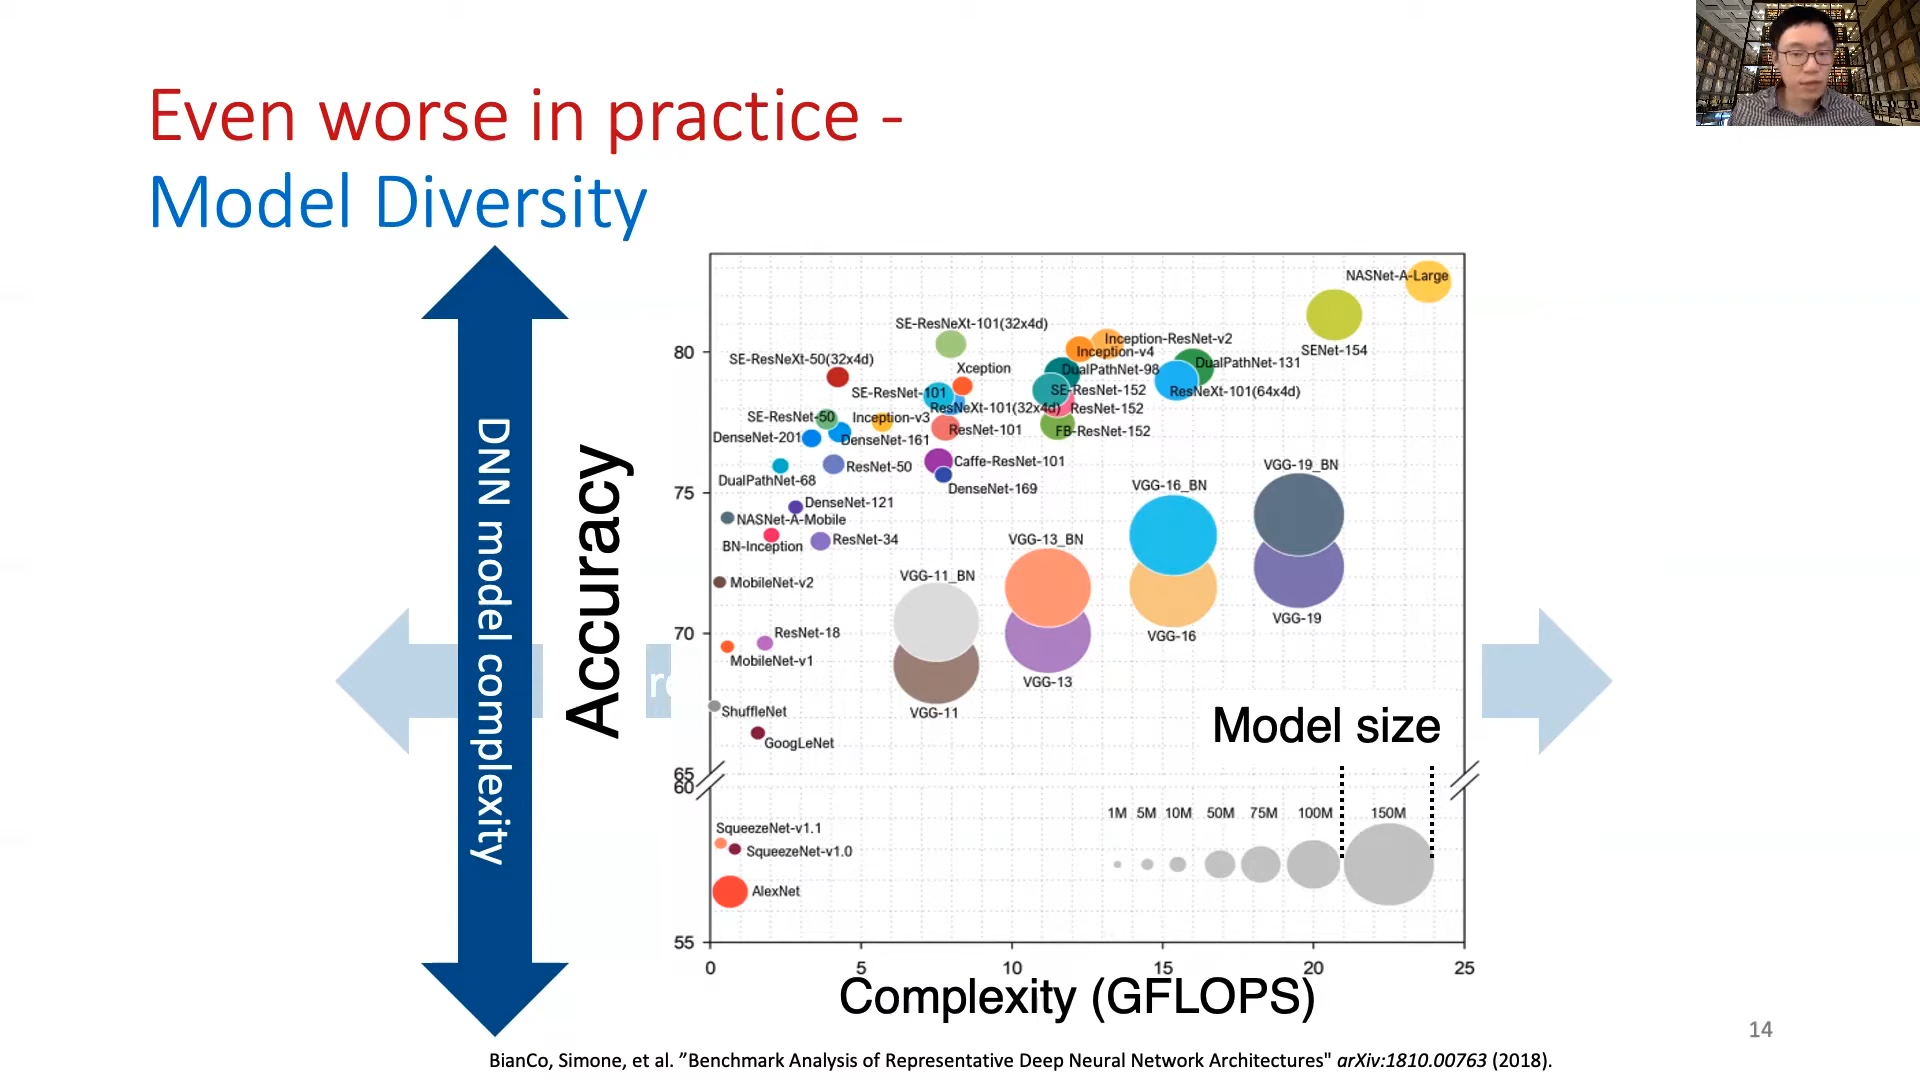 Even worse in practice -
Model Diversity
DNN model complexity
Accuracy
NASNet-A-Large
SENet-154
SE-ResNeXt-101(32x4d)
Inception-ResNet-v2
Inception-v4
SE-ResNeXt-50(32x4d)
Xception
DualPathNet-98
DualPathNet-131
SE-ResNet-101
SE-ResNet-152
ResNeXt-101(64x4d)
ResNeXt-101(32x4d)
ResNet-152
SE-ResNet-50
Inception-v3
ResNet-101
FB-ResNet-152
DenseNet-201
DenseNet-161
ResNet-50
Caffe-ResNet-101
DualPathNet-68
DenseNet-169
VGG-19_BN
VGG-16_BN
DenseNet-121
NASNet-A-Mobile
BN-Inception
ResNet-34
VGG-13_BN
MobileNet-v2
VGG-11_BN
VGG-19
ResNet-18
VGG-16
MobileNet-v1
VGG-13
ShuffleNet
VGG-11
GoogLeNet
Model size
1M 5M 10M 50M 75M 100M 150M
SqueezeNet-v1.1
SqueezeNet-v1.0
AlexNet
80
75
70
65
60
55
0 5 10 15 20 25
Complexity (GFLOPS)
14
BianCo, Simone, et al. ”Benchmark Analysis of Representative Deep Neural Network Architectures" arXiv:1810.00763 (2018).